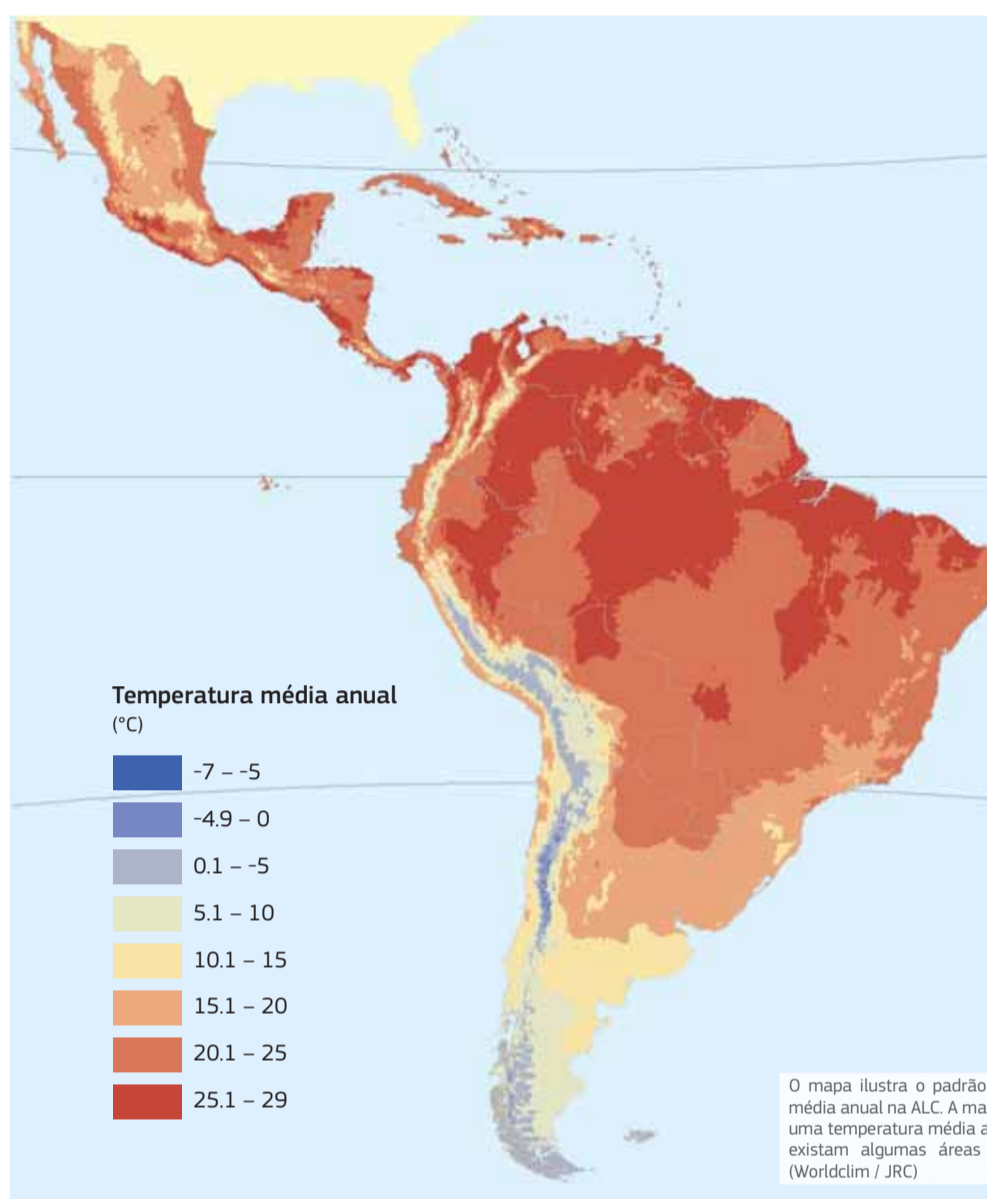 Temperatura média anual
(°C)
-7 – -5
-4.9 – 0
0.1 – -5
5.1 – 10
10.1 – 15
15.1 – 20
20.1 – 25
25.1 – 29
O mapa ilustra o padrão
média anual na ALC. A ma
uma temperatura média a
existam algumas áreas
(Worldclim / JRC)